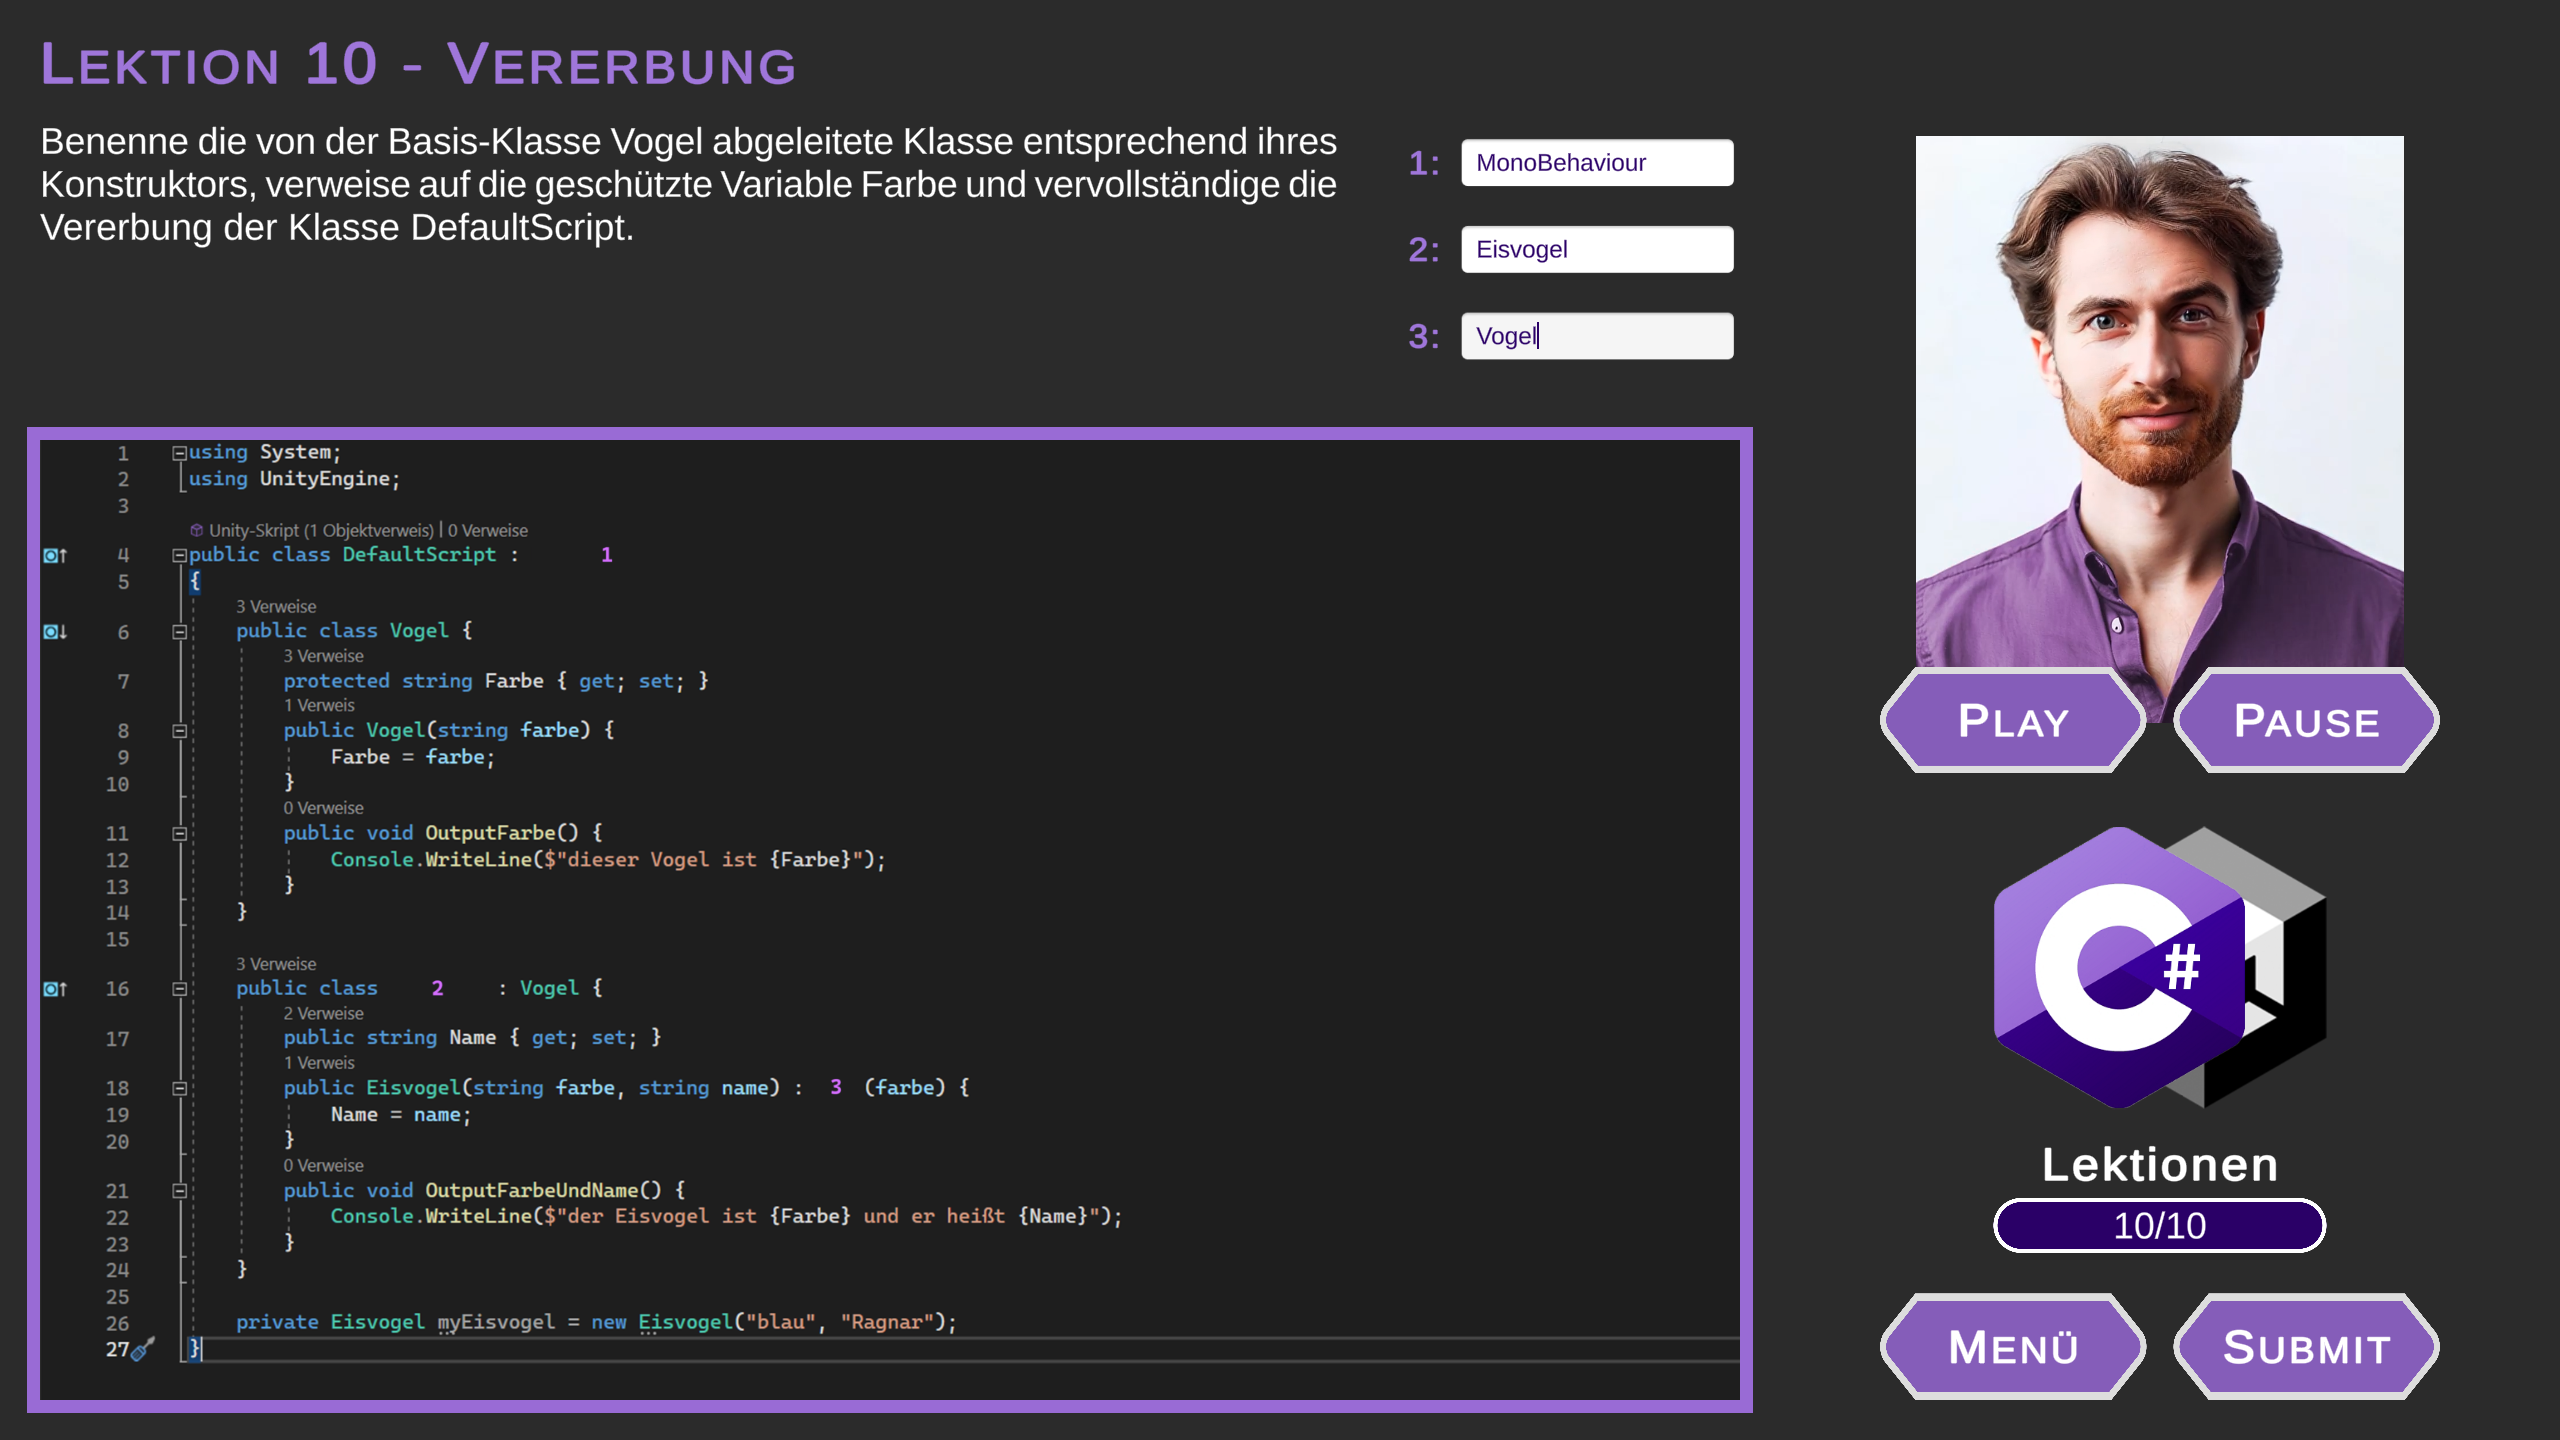 Lektion 10 - Vererbung
Benenne die von der Basis-Klasse Vogel abgeleitete Klasse entsprechend ihres
Konstruktors, verweise auf die geschützte Variable Farbe und vervollständige die
Vererbung der Klasse DefaultScript.
1: MonoBehaviour
2: Eisvogel
3: Vogel
1 using System;
2 using UnityEngine;
3
Unity-Skript (1 Objektverweis) | 0 Verweise
4 public class DefaultScript : 1
5 {
3 Verweise
6 public class Vogel {
3 Verweise
7 protected string Farbe { get; set; }
1 Verweis
8 public Vogel(string farbe) {
9 Farbe = farbe;
10 }
0 Verweise
11 public void OutputFarbe() {
12 Console.WriteLine($"dieser Vogel ist {Farbe}");
13 }
14 }
15
3 Verweise
16 public class 2 : Vogel {
2 Verweise
17 public string Name { get; set; }
1 Verweis
18 public Eisvogel(string farbe, string name) : 3 (farbe) {
19 Name = name;
20 }
0 Verweise
21 public void OutputFarbeUndName() {
22 Console.WriteLine($"der Eisvogel ist {Farbe} und er heißt {Name}");
23 }
24 }
25
26 private Eisvogel myEisvogel = new Eisvogel("blau", "Ragnar");
27 }
Play
Pause
C#
Lektionen
10/10
Menü
Submit